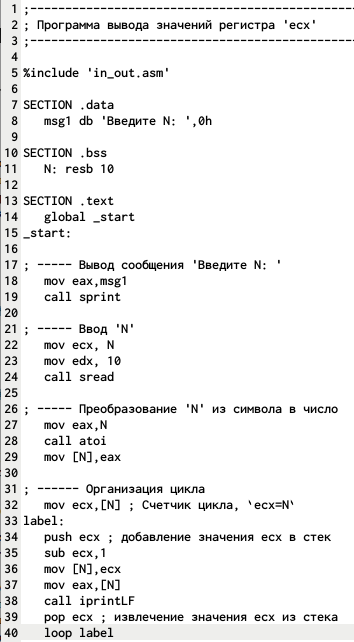 1 ;-----------------------------------------------
2 ; Программа вывода значений регистра 'ecx'
3 ;-----------------------------------------------
4
5 %include 'in_out.asm'
6
7 SECTION .data
8 msg1 db 'Введите N: ',0h
9
10 SECTION .bss
11 N: resb 10
12
13 SECTION .text
14 global _start
15 _start:
16
17 ; ----- Вывод сообщения 'Введите N: '
18 mov eax,msg1
19 call sprint
20
21 ; ----- Ввод 'N'
22 mov ecx, N
23 mov edx, 10
24 call sread
25
26 ; ----- Преобразование 'N' из символа в число
27 mov eax,N
28 call atoi
29 mov [N],eax
30
31 ; ------ Организация цикла
32 mov ecx,[N] ; Счетчик цикла, `ecx=N`
33 label:
34 push ecx ; добавление значения ecx в стек
35 sub ecx,1
36 mov [N],ecx
37 mov eax,[N]
38 call iprintLF
39 pop ecx ; извлечение значения ecx из стека
40 loop label